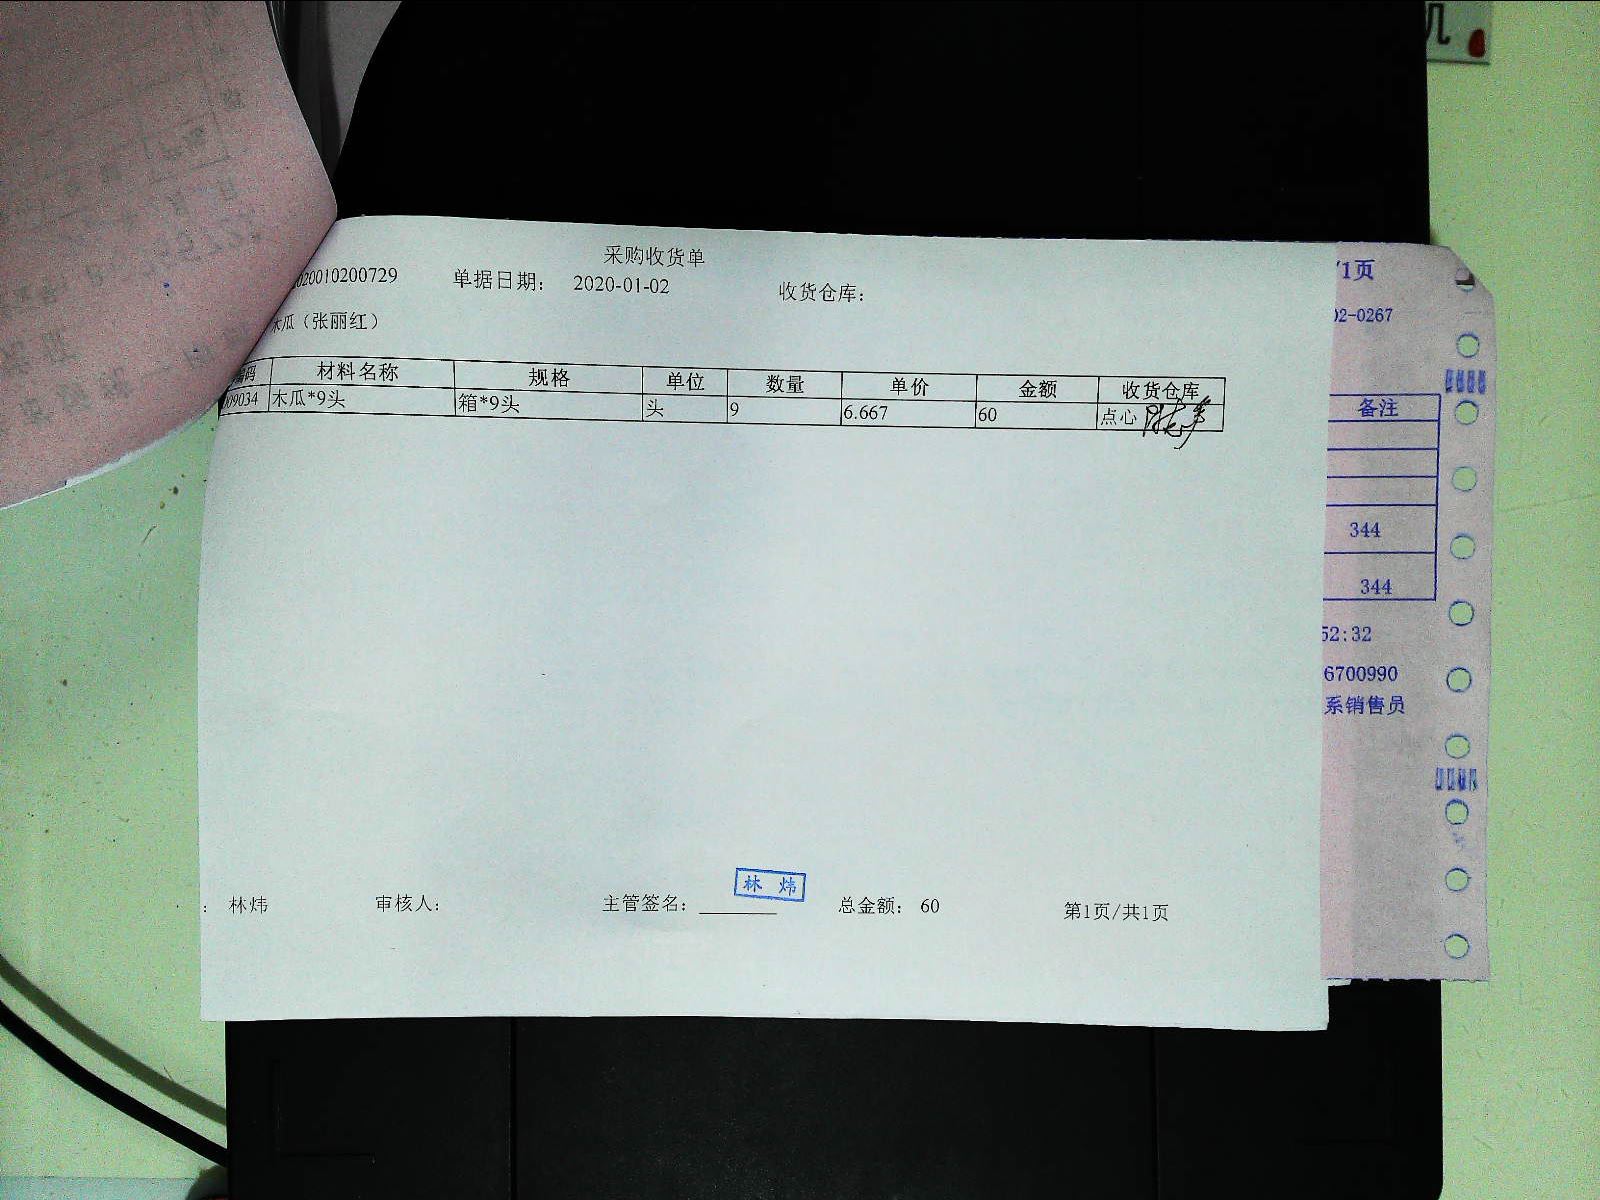 采购收货单
020010200729 单据日期： 2020-01-02 收货仓库：
木瓜（张丽红）
编码 材料名称 规格 单位 数量 单价 金额 收货仓库
09034 木瓜*9头 箱*9头 头 9 6.667 60 点心
：林炜 审核人： 主管签名： 林炜 总金额： 60 第1页/共1页
/1页
02-0267
备注
344
344
52:32
6700990
系销售员
几